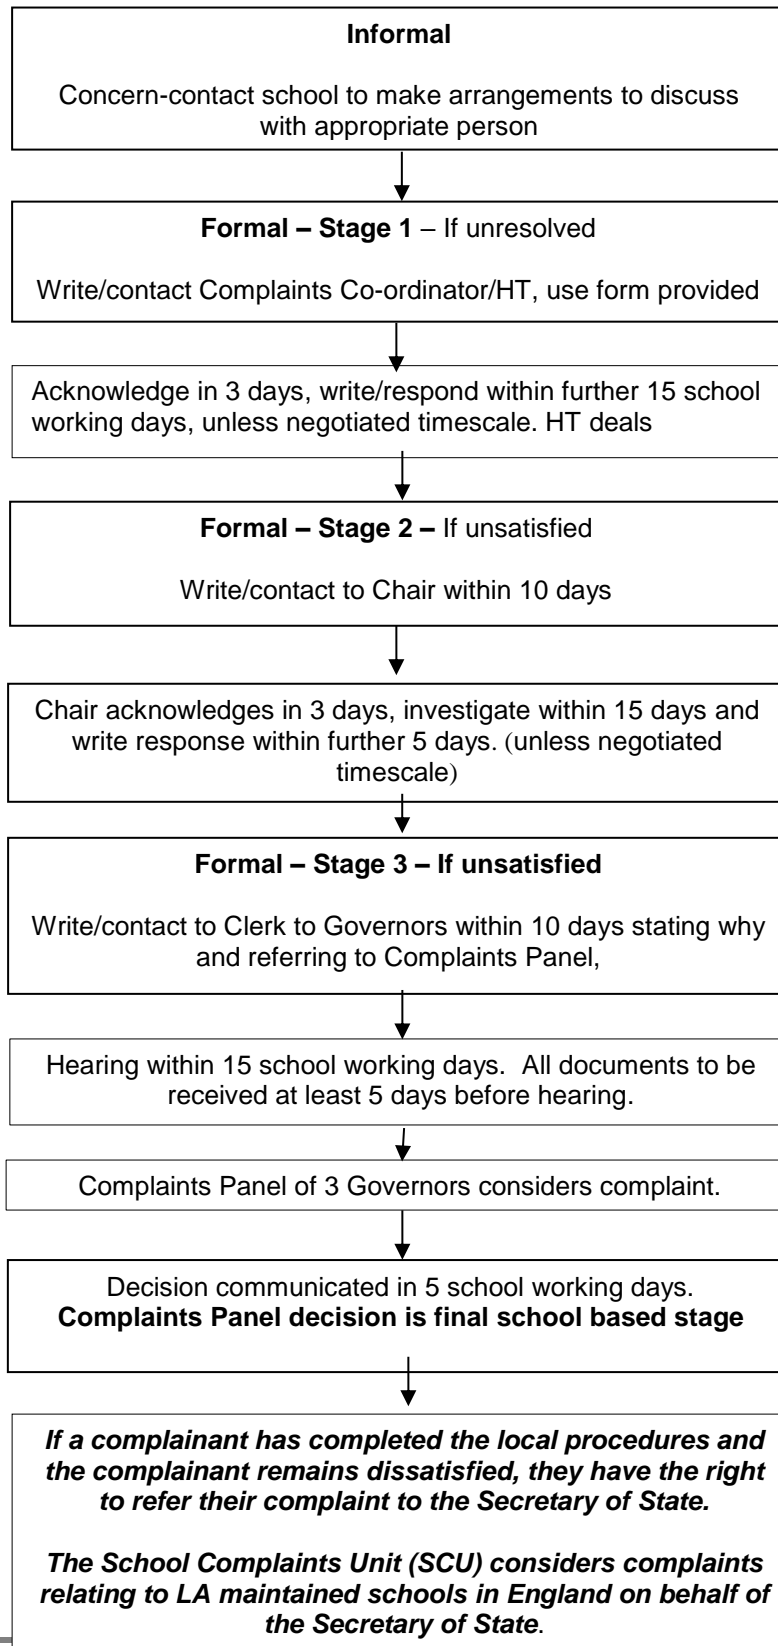 Informal
Concern-contact school to make arrangements to discuss
with appropriate person
Formal – Stage 1 – If unresolved
Write/contact Complaints Co-ordinator/HT, use form provided
Acknowledge in 3 days, write/respond within further 15 school
working days, unless negotiated timescale. HT deals
Formal – Stage 2 – If unsatisfied
Write/contact to Chair within 10 days
Chair acknowledges in 3 days, investigate within 15 days and
write response within further 5 days. (unless negotiated
timescale)
Formal – Stage 3 – If unsatisfied
Write/contact to Clerk to Governors within 10 days stating why
and referring to Complaints Panel,
Hearing within 15 school working days.  All documents to be
received at least 5 days before hearing.
Complaints Panel of 3 Governors considers complaint.
Decision communicated in 5 school working days.
Complaints Panel decision is final school based stage
If a complainant has completed the local procedures and
the complainant remains dissatisfied, they have the right
to refer their complaint to the Secretary of State.
The School Complaints Unit (SCU) considers complaints
relating to LA maintained schools in England on behalf of
the Secretary of State.